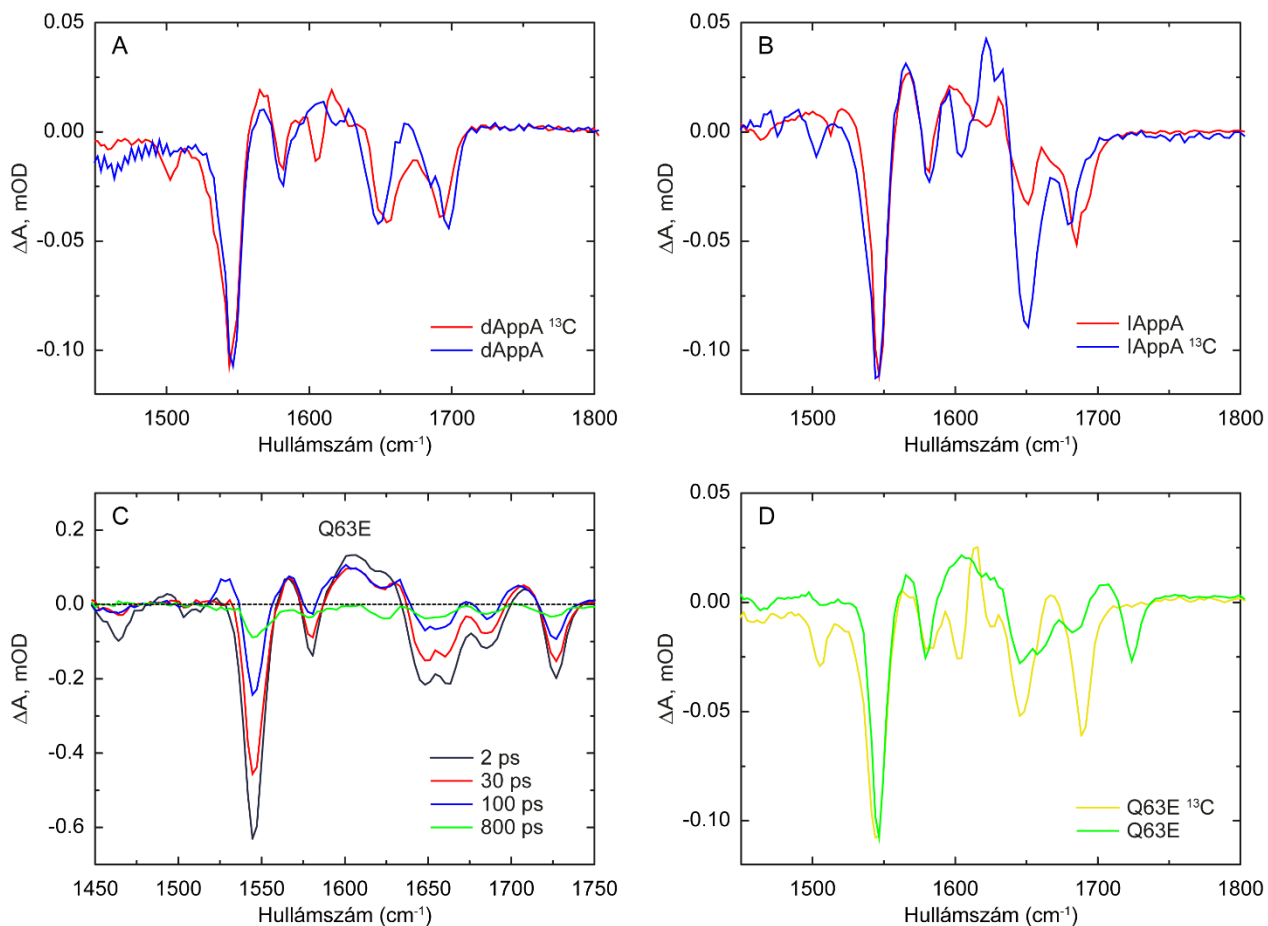 A
0.05
0.00
-0.05
-0.10
ΔA, mOD
dAppA ¹³C
dAppA
1500
1600
1700
1800
Hullámszám (cm⁻¹)
B
0.05
0.00
-0.05
-0.10
ΔA, mOD
lAppA
lAppA ¹³C
1500
1600
1700
1800
Hullámszám (cm⁻¹)
C
Q63E
0.2
0.0
-0.2
-0.4
-0.6
ΔA, mOD
2 ps
30 ps
100 ps
800 ps
1450
1500
1550
1600
1650
1700
1750
Hullámszám (cm⁻¹)
D
0.05
0.00
-0.05
-0.10
ΔA, mOD
Q63E ¹³C
Q63E
1500
1600
1700
1800
Hullámszám (cm⁻¹)